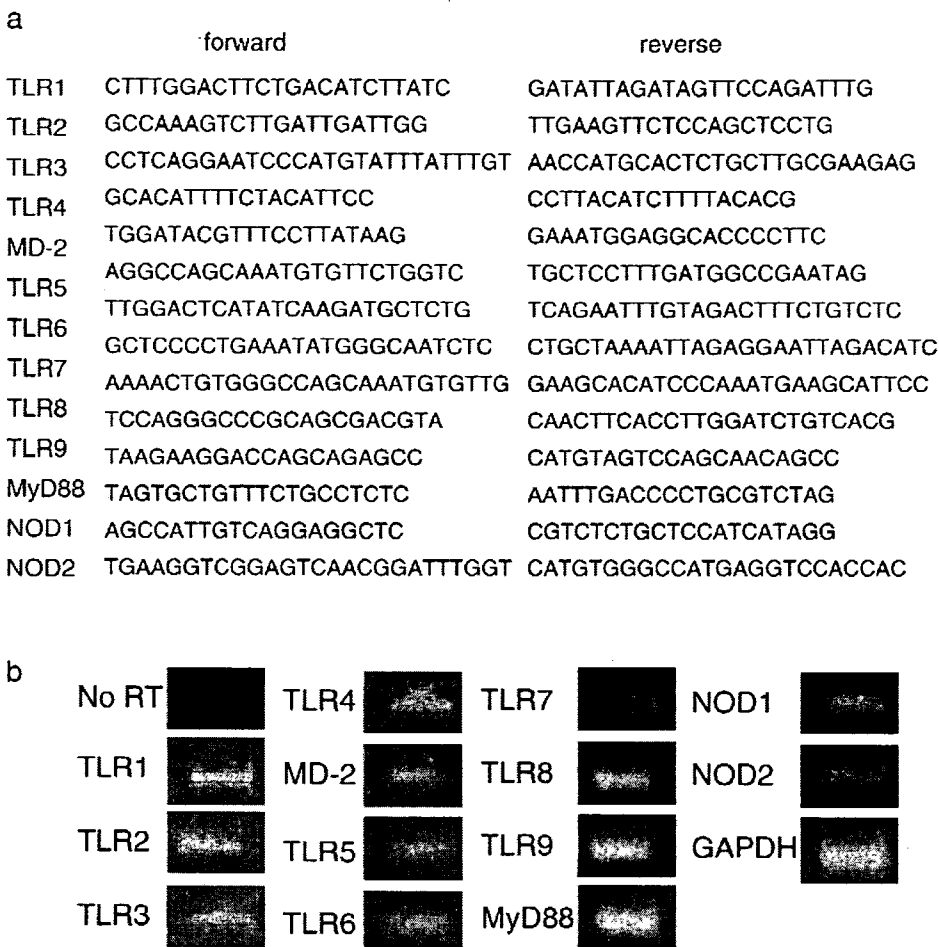 a
forward reverse
TLR1 CTTTGGACTTCTGACATCTTATC GATATTAGATAGTTCCAGATTTG
TLR2 GCCAAAGTCTTGATTGATTGG TTGAAGTTCTCCAGCTCCTG
TLR3 CCTCAGGAATCCCATGTATTTATTTGT AACCATGCACTCTGCTTGCGAAGAG
TLR4 GCACATTTTCTACATTCC CCTTACATCTTTTACACG
MD-2 TGGATACGTTTCCTTATAAG GAAATGGAGGCACCCCTTC
AGGCCAGCAAATGTGTTCTGGTC TGCTCCTTTGATGGCCGAATAG
TLR5
TTGGACTCATATCAAGATGCTCTG TCAGAATTTGTAGACTTTCTGTCTC
TLR6
GCTCCCCTGAAATATGGGCAATCTC CTGCTAAAATTAGAGGAATTAGACATC
TLR7
AAAACTGTGGGCCAGCAAATGTGTTG GAAGCACATCCCAAATGAAGCATTCC
TLR8
TCCAGGGCCCGCAGCGACGTA CAACTTCACCTTGGATCTGTCACG
TLR9
TAAGAAGGACCAGCAGAGCC CATGTAGTCCAGCAACAGCC
MyD88 TAGTGCTGTTTCTGCCTCTC AATTTGACCCCTGCGTCTAG
NOD1 AGCCATTGTCAGGAGGCTC CGTCTCTGCTCCATCATAGG
NOD2 TGAAGGTCGGAGTCAACGGATTTGGT CATGTGGGCCATGAGGTCCACCAC
b
No RT TLR4 TLR7 NOD1
TLR1 MD-2 TLR8 NOD2
TLR2 TLR5 TLR9 GAPDH
TLR3 TLR6 MyD88